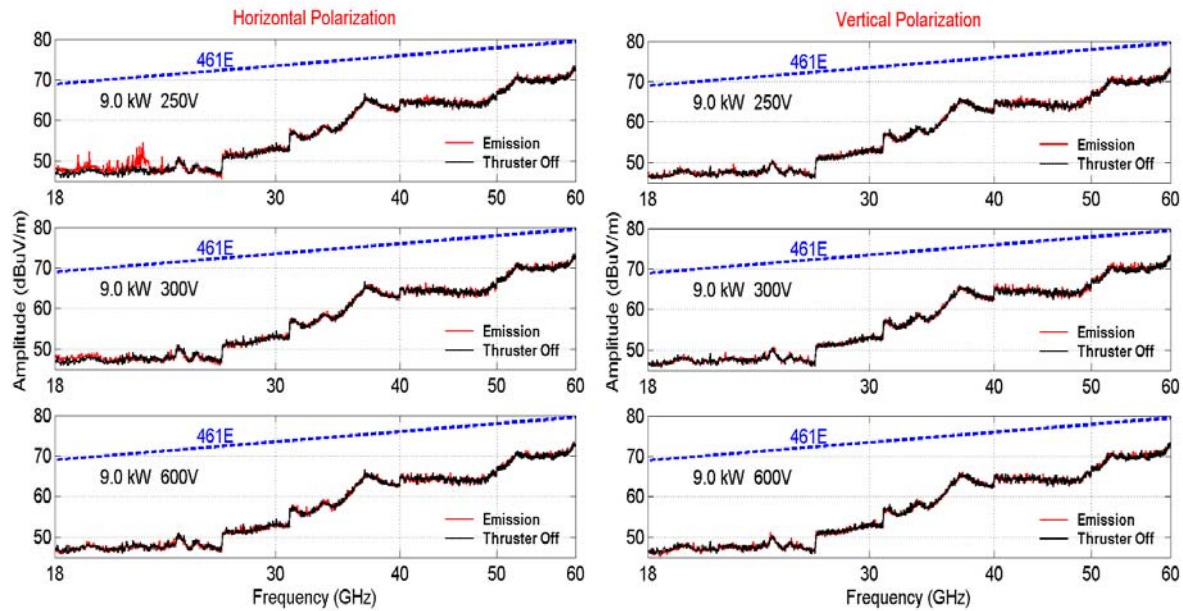 Horizontal Polarization
Vertical Polarization
Amplitude (dBuV/m)
80
70
60
50
461E
9.0 kW 250V
Emission
Thruster Off
18
30
40
50
60
80
70
60
50
461E
9.0 kW 300V
Emission
Thruster Off
18
30
40
50
60
80
70
60
50
461E
9.0 kW 600V
Emission
Thruster Off
18
30
40
50
60
Frequency (GHz)
Amplitude (dBuV/m)
80
70
60
50
461E
9.0 kW 250V
Emission
Thruster Off
18
30
40
50
60
80
70
60
50
461E
9.0 kW 300V
Emission
Thruster Off
18
30
40
50
60
80
70
60
50
461E
9.0 kW 600V
Emission
Thruster Off
18
30
40
50
60
Frequency (GHz)